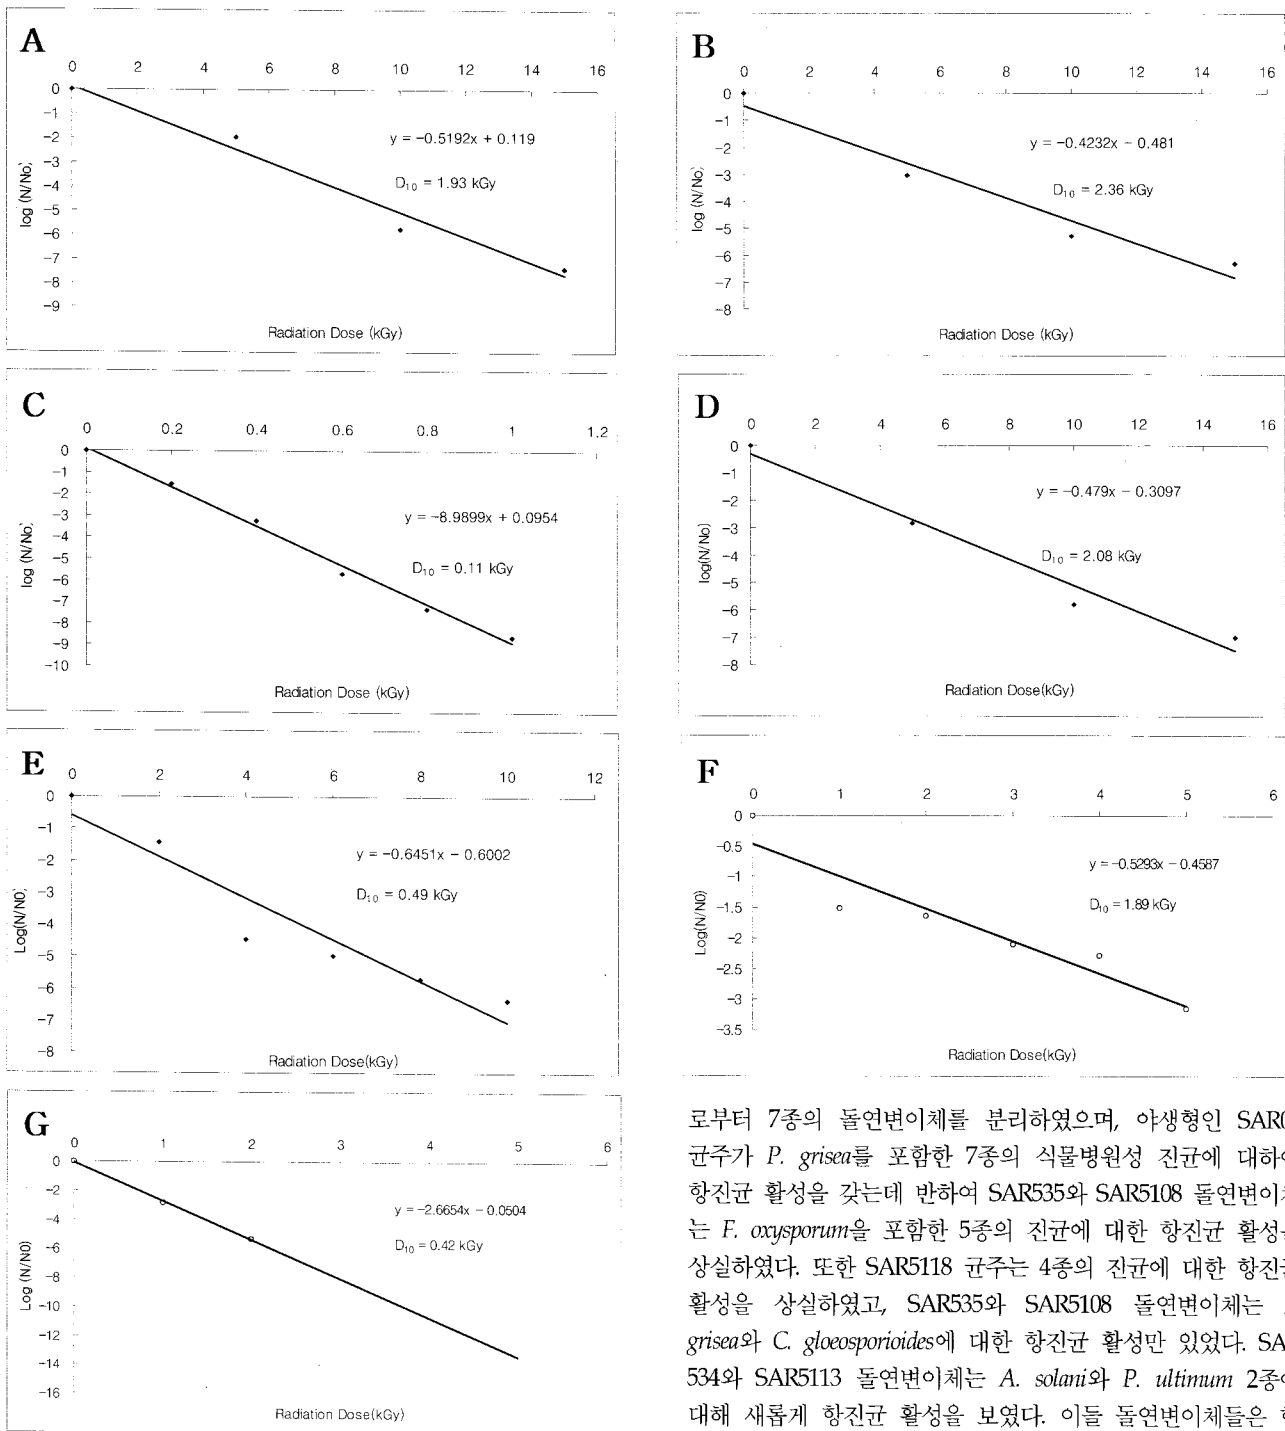 A
0 2 4 6 8 10 12 14 16
0
-1
-2
-3
-4
-5
-6
-7
-8
-9
log (N/No)
y = -0.5192x + 0.119
D10 = 1.93 kGy
Radiation Dose (kGy)
B
0 2 4 6 8 10 12 14 16
0
-1
-2
-3
-4
-5
-6
-7
-8
log (N/No)
y = -0.4232x - 0.481
D10 = 2.36 kGy
Radiation Dose (kGy)
C
0 0.2 0.4 0.6 0.8 1 1.2
0
-1
-2
-3
-4
-5
-6
-7
-8
-9
-10
log (N/No)
y = -8.9899x + 0.0954
D10 = 0.11 kGy
Radiation Dose (kGy)
D
0 2 4 6 8 10 12 14 16
0
-1
-2
-3
-4
-5
-6
-7
-8
log(N/No)
y = -0.479x - 0.3097
D10 = 2.08 kGy
Radiation Dose(kGy)
E
0 2 4 6 8 10 12
0
-1
-2
-3
-4
-5
-6
-7
-8
Log(N/N0)
y = -0.6451x - 0.6002
D10 = 0.49 kGy
Radiation Dose(kGy)
F
0 1 2 3 4 5 6
0
-0.5
-1
-1.5
-2
-2.5
-3
-3.5
Log(N/N0)
y = -0.5293x - 0.4587
D10 = 1.89 kGy
Radiation Dose(kGy)
G
0 1 2 3 4 5 6
0
-2
-4
-6
-8
-10
-12
-14
-16
Log (N/N0)
y = -2.6654x - 0.0504
D10 = 0.42 kGy
로부터 7종의 돌연변이체를 분리하였으며, 야생형인
균주가 P. grisea를 포함한 7종의 식물병원성 진균에
항진균 활성을 갖는데 반하여 SAR535와 SAR5108
는 F. oxysporum을 포함한 5종의 진균에 대한 항진균
상실하였다. 또한 SAR5118 균주는 4종의 진균에 대한
활성을 상실하였고, SAR535와 SAR5108 돌연변이체는
grisea와 C. gloeosporioides에 대한 항진균 활성만 있었다.
534와 SAR5113 돌연변이체는 A. solani와 P. ultimum
대해 새롭게 항진균 활성을 보였다. 이들 돌연변이체들은